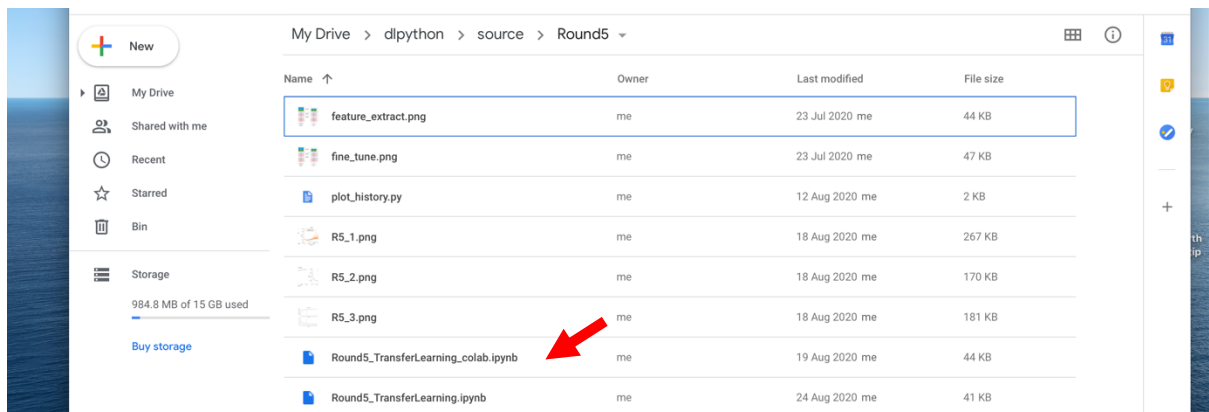 New
My Drive > dlpython > source > Round5
Name Owner Last modified File size
My Drive
Shared with me
Recent
Starred
Bin
Storage
984.8 MB of 15 GB used
Buy storage
feature_extract.png me 23 Jul 2020 me 44 KB
fine_tune.png me 23 Jul 2020 me 47 KB
plot_history.py me 12 Aug 2020 me 2 KB
R5_1.png me 18 Aug 2020 me 267 KB
R5_2.png me 18 Aug 2020 me 170 KB
R5_3.png me 18 Aug 2020 me 181 KB
Round5_TransferLearning_colab.ipynb me 19 Aug 2020 me 44 KB
Round5_TransferLearning.ipynb me 24 Aug 2020 me 41 KB
31